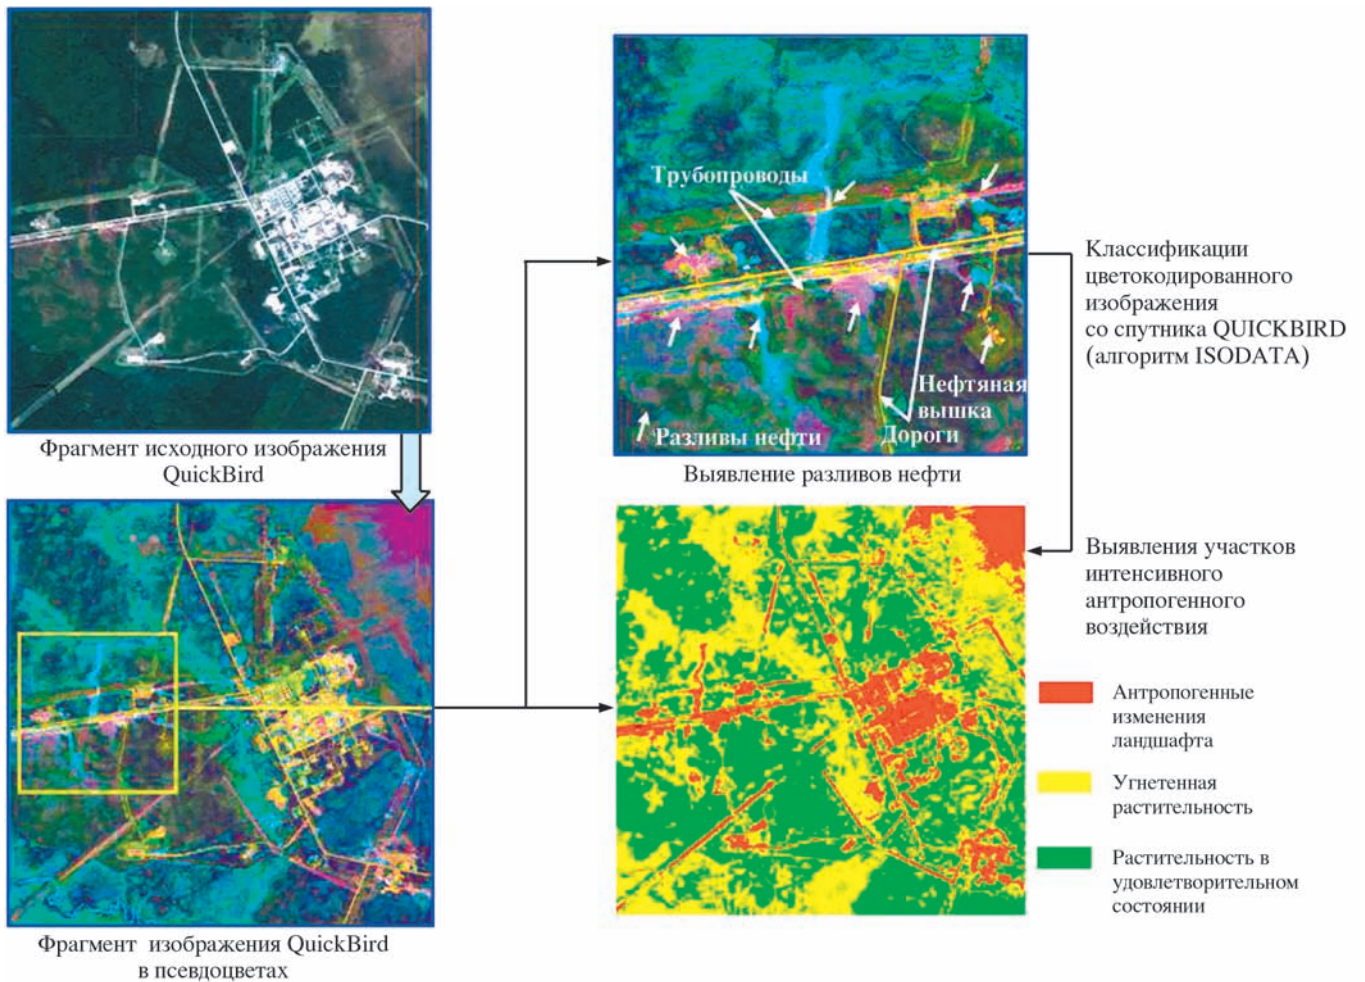 Фрагмент исходного изображения
QuickBird
Трубопроводы
Нефтяная
вышка
Разливы нефти
Дороги
Выявление разливов нефти
Классификации
цветокодированного
изображения
со спутника QUICKBIRD
(алгоритм ISODATA)
Фрагмент изображения QuickBird
в псевдоцветах
Выявления участков
интенсивного
антропогенного
воздействия
Антропогенные
изменения
ландшафта
Угнетенная
растительность
Растительность в
удовлетворительном
состоянии